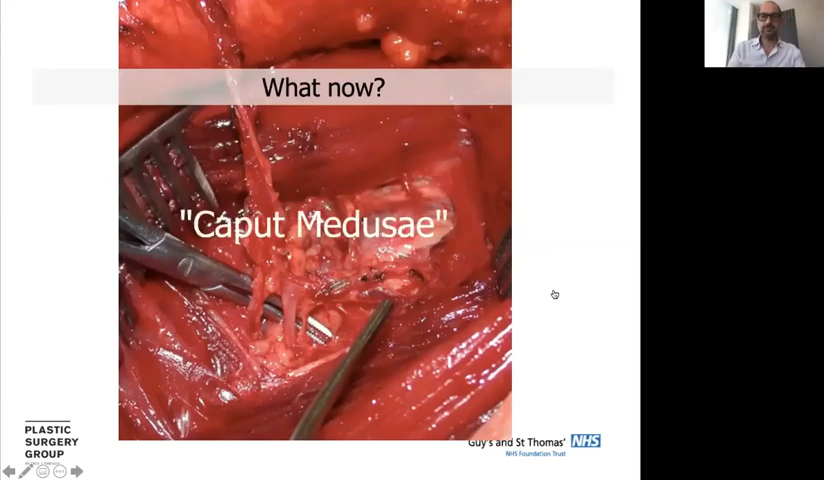 What now?
"Caput Medusae"
PLASTIC
SURGERY
GROUP
Guy's and St Thomas' NHS
NHS Foundation Trust